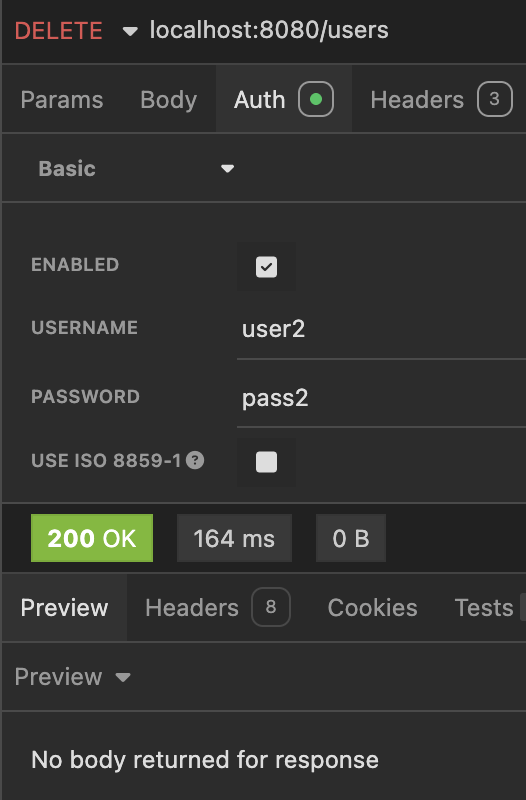 DELETE localhost:8080/users
Params Body Auth Headers 3
Basic
ENABLED
USERNAME user2
PASSWORD pass2
USE ISO 8859-1 ?
200 OK 164 ms 0 B
Preview Headers 8 Cookies Tests
Preview
No body returned for response